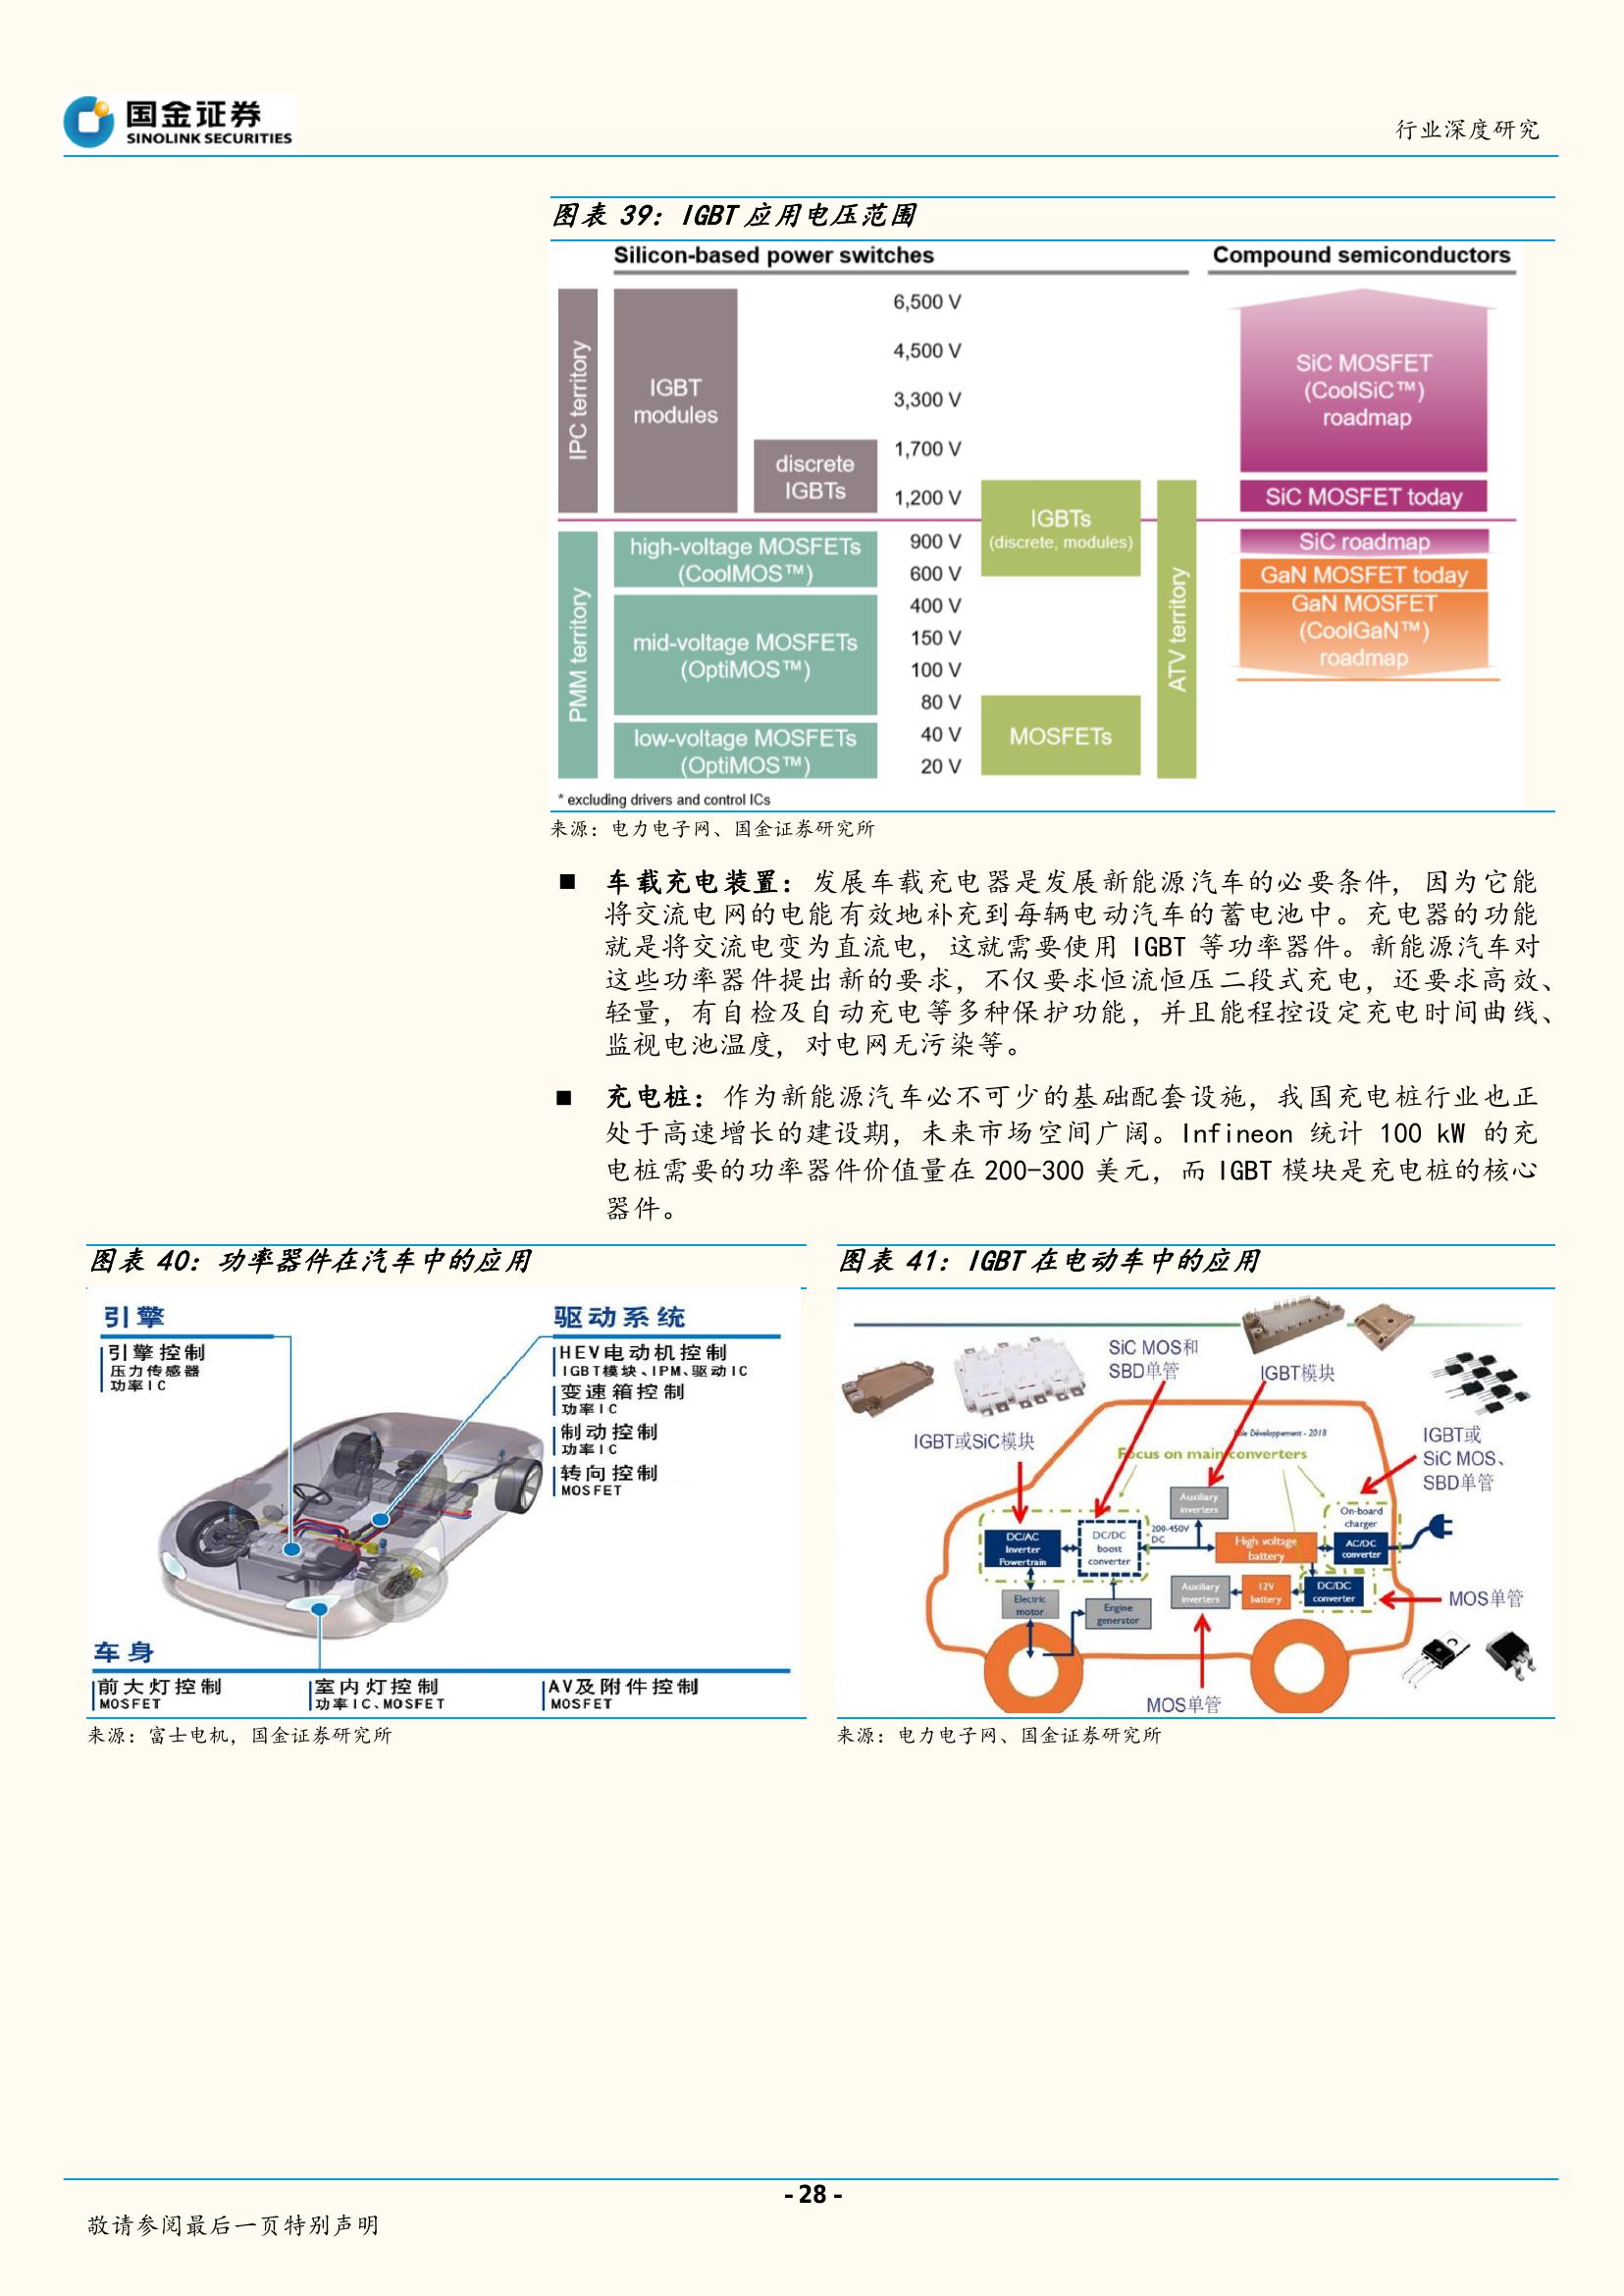 国金证券
SINOLINK SECURITIES
行业深度研究
图表 39：IGBT 应用电压范围
Silicon-based power switches
Compound semiconductors
IPC territory
IGBT
modules
discrete
IGBTs
6,500 V
4,500 V
3,300 V
1,700 V
1,200 V
900 V
600 V
400 V
150 V
100 V
80 V
40 V
20 V
PMM territory
high-voltage MOSFETs
(CoolMOS™)
mid-voltage MOSFETs
(OptiMOS™)
low-voltage MOSFETs
(OptiMOS™)
IGBTs
(discrete, modules)
MOSFETs
ATV territory
SiC MOSFET
(CoolSiC™)
roadmap
SiC MOSFET today
SiC roadmap
GaN MOSFET today
GaN MOSFET
(CoolGaN™)
roadmap
* excluding drivers and control ICs
来源：电力电子网、国金证券研究所
■ 车载充电装置：发展车载充电器是发展新能源汽车的必要条件，因为它能
将交流电网的电能有效地补充到每辆电动汽车的蓄电池中。充电器的功能
就是将交流电变为直流电，这就需要使用 IGBT 等功率器件。新能源汽车对
这些功率器件提出新的要求，不仅要求恒流恒压二段式充电，还要求高效、
轻量，有自检及自动充电等多种保护功能，并且能程控设定充电时间曲线、
监视电池温度，对电网无污染等。
■ 充电桩：作为新能源汽车必不可少的基础配套设施，我国充电桩行业也正
处于高速增长的建设期，未来市场空间广阔。Infineon 统计 100 kW 的充
电桩需要的功率器件价值量在 200-300 美元，而 IGBT 模块是充电桩的核心
器件。
图表 40：功率器件在汽车中的应用
引擎
引擎控制
压力传感器
功率IC
驱动系统
HEV电动机控制
IGBT模块、IPM、驱动IC
变速箱控制
功率IC
制动控制
功率IC
转向控制
MOSFET
车身
前大灯控制
MOSFET
室内灯控制
功率IC、MOSFET
AV及附件控制
MOSFET
来源：富士电机，国金证券研究所
图表 41：IGBT 在电动车中的应用
SiC MOS和
SBD单管
IGBT模块
IGBT或SiC模块
IGBT或
SiC MOS、
SBD单管
Yole Développement - 2018
Focus on main converters
Auxiliary
inverters
On-board
charger
DC/AC
Inverter
Powertrain
DC/DC
boost
converter
200-450V
DC
High voltage
battery
AC/DC
converter
Auxiliary
inverters
12V
battery
DC/DC
converter
Electric
motor
Engine
generator
MOS单管
MOS单管
来源：电力电子网、国金证券研究所
- 28 -
敬请参阅最后一页特别声明